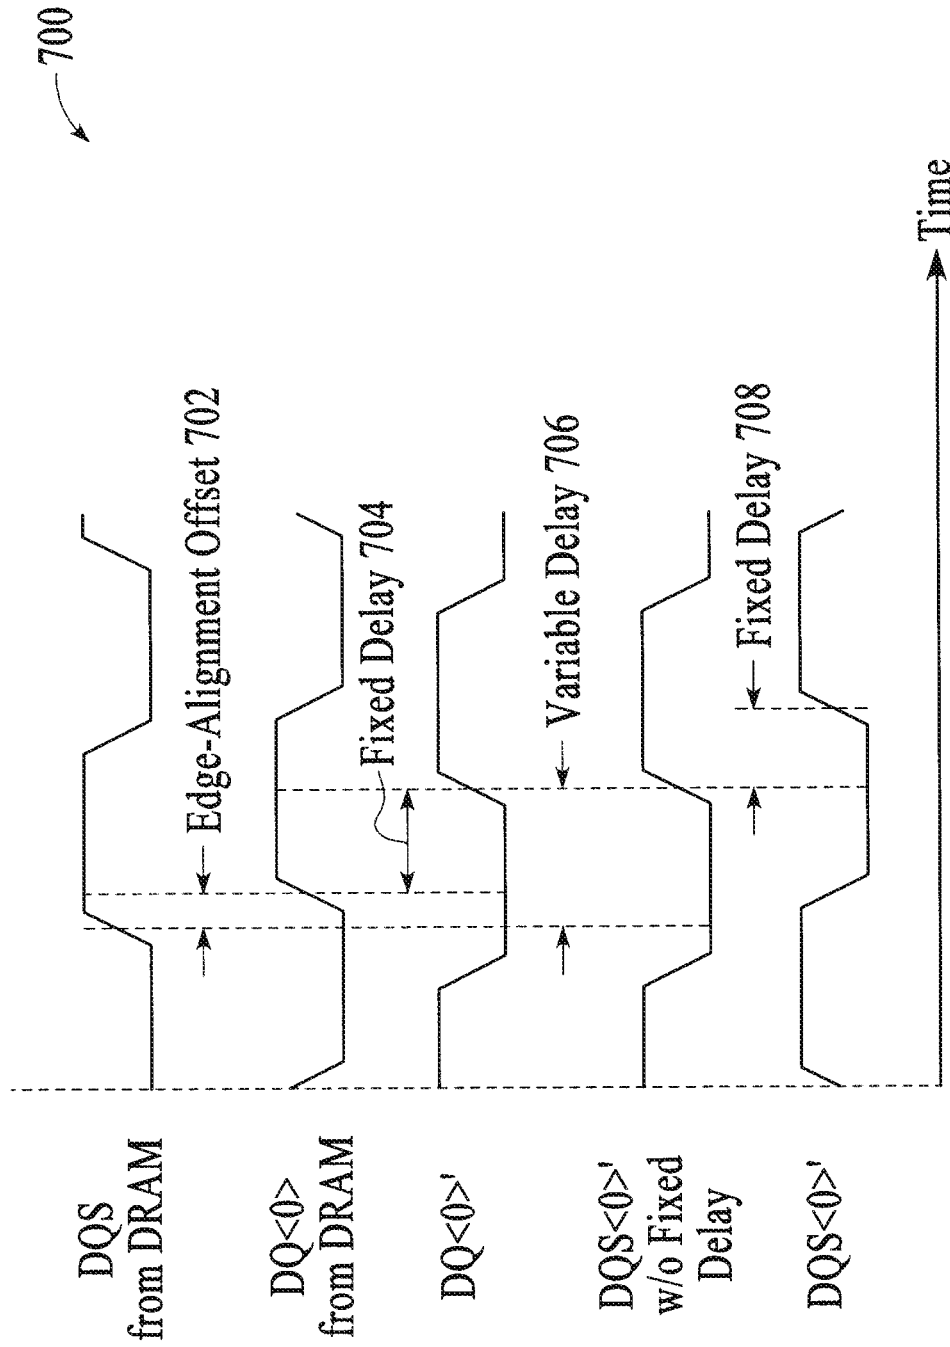 700
DQS
from DRAM
Edge-Alignment Offset 702
DQ<0>
from DRAM
Fixed Delay 704
DQ<0>'
Variable Delay 706
DQS<0>'
w/o Fixed
Delay
Fixed Delay 708
DQS<0>'
Time